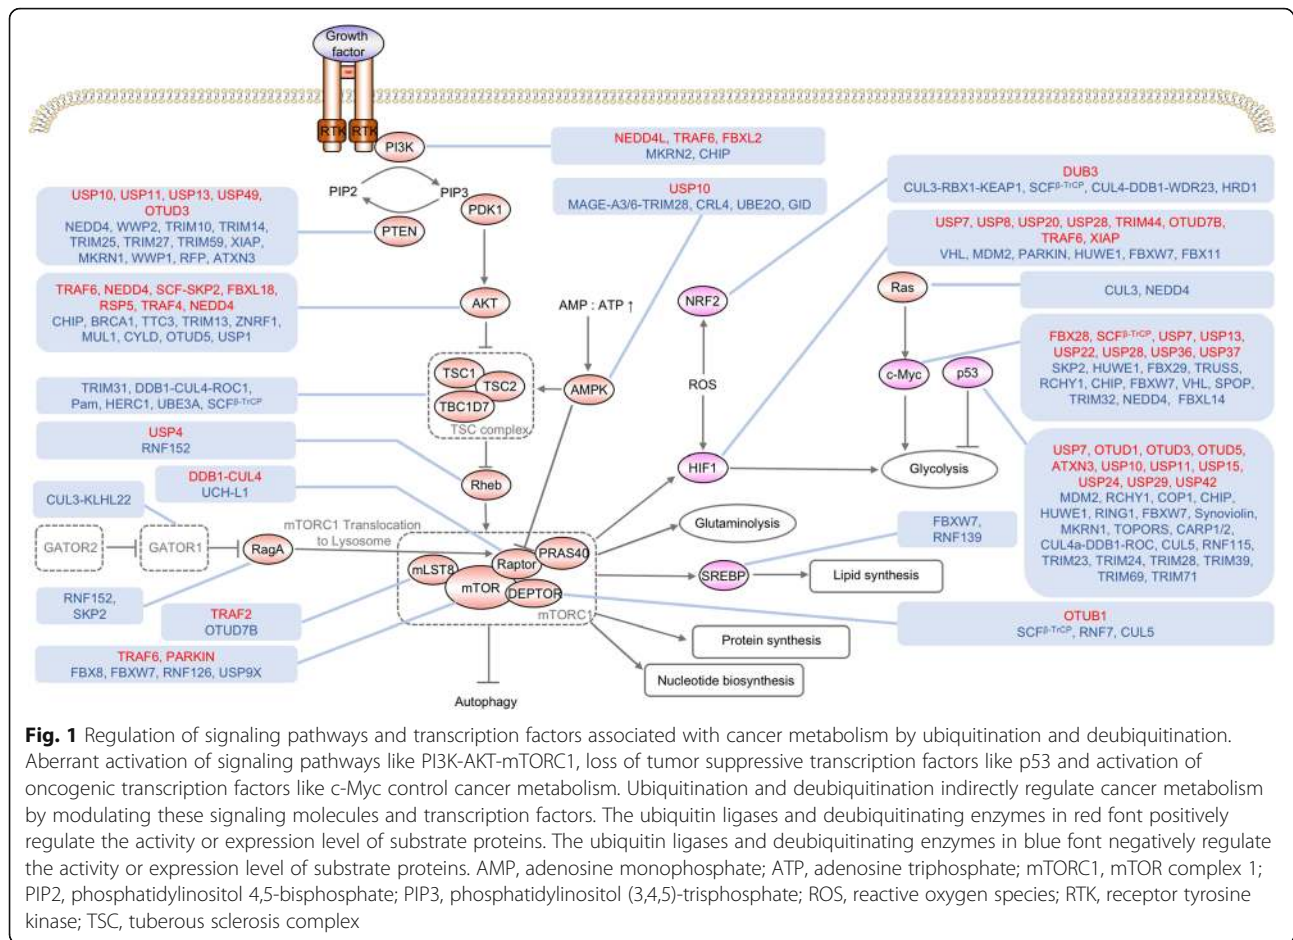 Growth
factor
RTK
RTK
PI3K
PIP2
PIP3
PDK1
PTEN
AKT
NEDD4L, TRAF6, FBXL2
MKRN2, CHIP
USP10
MAGE-A3/6-TRIM28, CRL4, UBE2O, GID
DUB3
CUL3-RBX1-KEAP1, SCFβ-TrCP, CUL4-DDB1-WDR23, HRD1
USP7, USP8, USP20, USP28, TRIM44, OTUD7B,
TRAF6, XIAP
VHL, MDM2, PARKIN, HUWE1, FBXW7, FBX11
USP10, USP11, USP13, USP49,
OTUD3
NEDD4, WWP2, TRIM10, TRIM14,
TRIM25, TRIM27, TRIM59, XIAP,
MKRN1, WWP1, RFP, ATXN3
TRAF6, NEDD4, SCF-SKP2, FBXL18,
RSP5, TRAF4, NEDD4
CHIP, BRCA1, TTC3, TRIM13, ZNRF1,
MUL1, CYLD, OTUD5, USP1
AMP : ATP ↑
NRF2
Ras
CUL3, NEDD4
TSC1
TSC2
TBC1D7
TSC complex
AMPK
ROS
c-Myc
p53
FBX28, SCFβ-TrCP, USP7, USP13,
USP22, USP28, USP36, USP37
SKP2, HUWE1, FBX29, TRUSS,
RCHY1, CHIP, FBXW7, VHL, SPOP,
TRIM32, NEDD4, FBXL14
TRIM31, DDB1-CUL4-ROC1,
Pam, HERC1, UBE3A, SCFβ-TrCP
USP4
RNF152
Rheb
HIF1
Glycolysis
USP7, OTUD1, OTUD3, OTUD5,
ATXN3, USP10, USP11, USP15,
USP24, USP29, USP42
MDM2, RCHY1, COP1, CHIP,
HUWE1, RING1, FBXW7, Synoviolin,
MKRN1, TOPORS, CARP1/2,
CUL4a-DDB1-ROC, CUL5, RNF115,
TRIM23, TRIM24, TRIM28, TRIM39,
TRIM69, TRIM71
DDB1-CUL4
UCH-L1
CUL3-KLHL22
mTORC1 Translocation
to Lysosome
GATOR2
GATOR1
RagA
Glutaminolysis
FBXW7,
RNF139
PRAS40
Raptor
mLST8
mTOR
DEPTOR
mTORC1
SREBP
Lipid synthesis
RNF152,
SKP2
TRAF2
OTUD7B
OTUB1
SCFβ-TrCP, RNF7, CUL5
Protein synthesis
TRAF6, PARKIN
FBX8, FBXW7, RNF126, USP9X
Nucleotide biosynthesis
Autophagy
Fig. 1 Regulation of signaling pathways and transcription factors associated with cancer metabolism by ubiquitination and deubiquitination.
Aberrant activation of signaling pathways like PI3K-AKT-mTORC1, loss of tumor suppressive transcription factors like p53 and activation of
oncogenic transcription factors like c-Myc control cancer metabolism. Ubiquitination and deubiquitination indirectly regulate cancer metabolism
by modulating these signaling molecules and transcription factors. The ubiquitin ligases and deubiquitinating enzymes in red font positively
regulate the activity or expression level of substrate proteins. The ubiquitin ligases and deubiquitinating enzymes in blue font negatively regulate
the activity or expression level of substrate proteins. AMP, adenosine monophosphate; ATP, adenosine triphosphate; mTORC1, mTOR complex 1;
PIP2, phosphatidylinositol 4,5-bisphosphate; PIP3, phosphatidylinositol (3,4,5)-trisphosphate; ROS, reactive oxygen species; RTK, receptor tyrosine
kinase; TSC, tuberous sclerosis complex